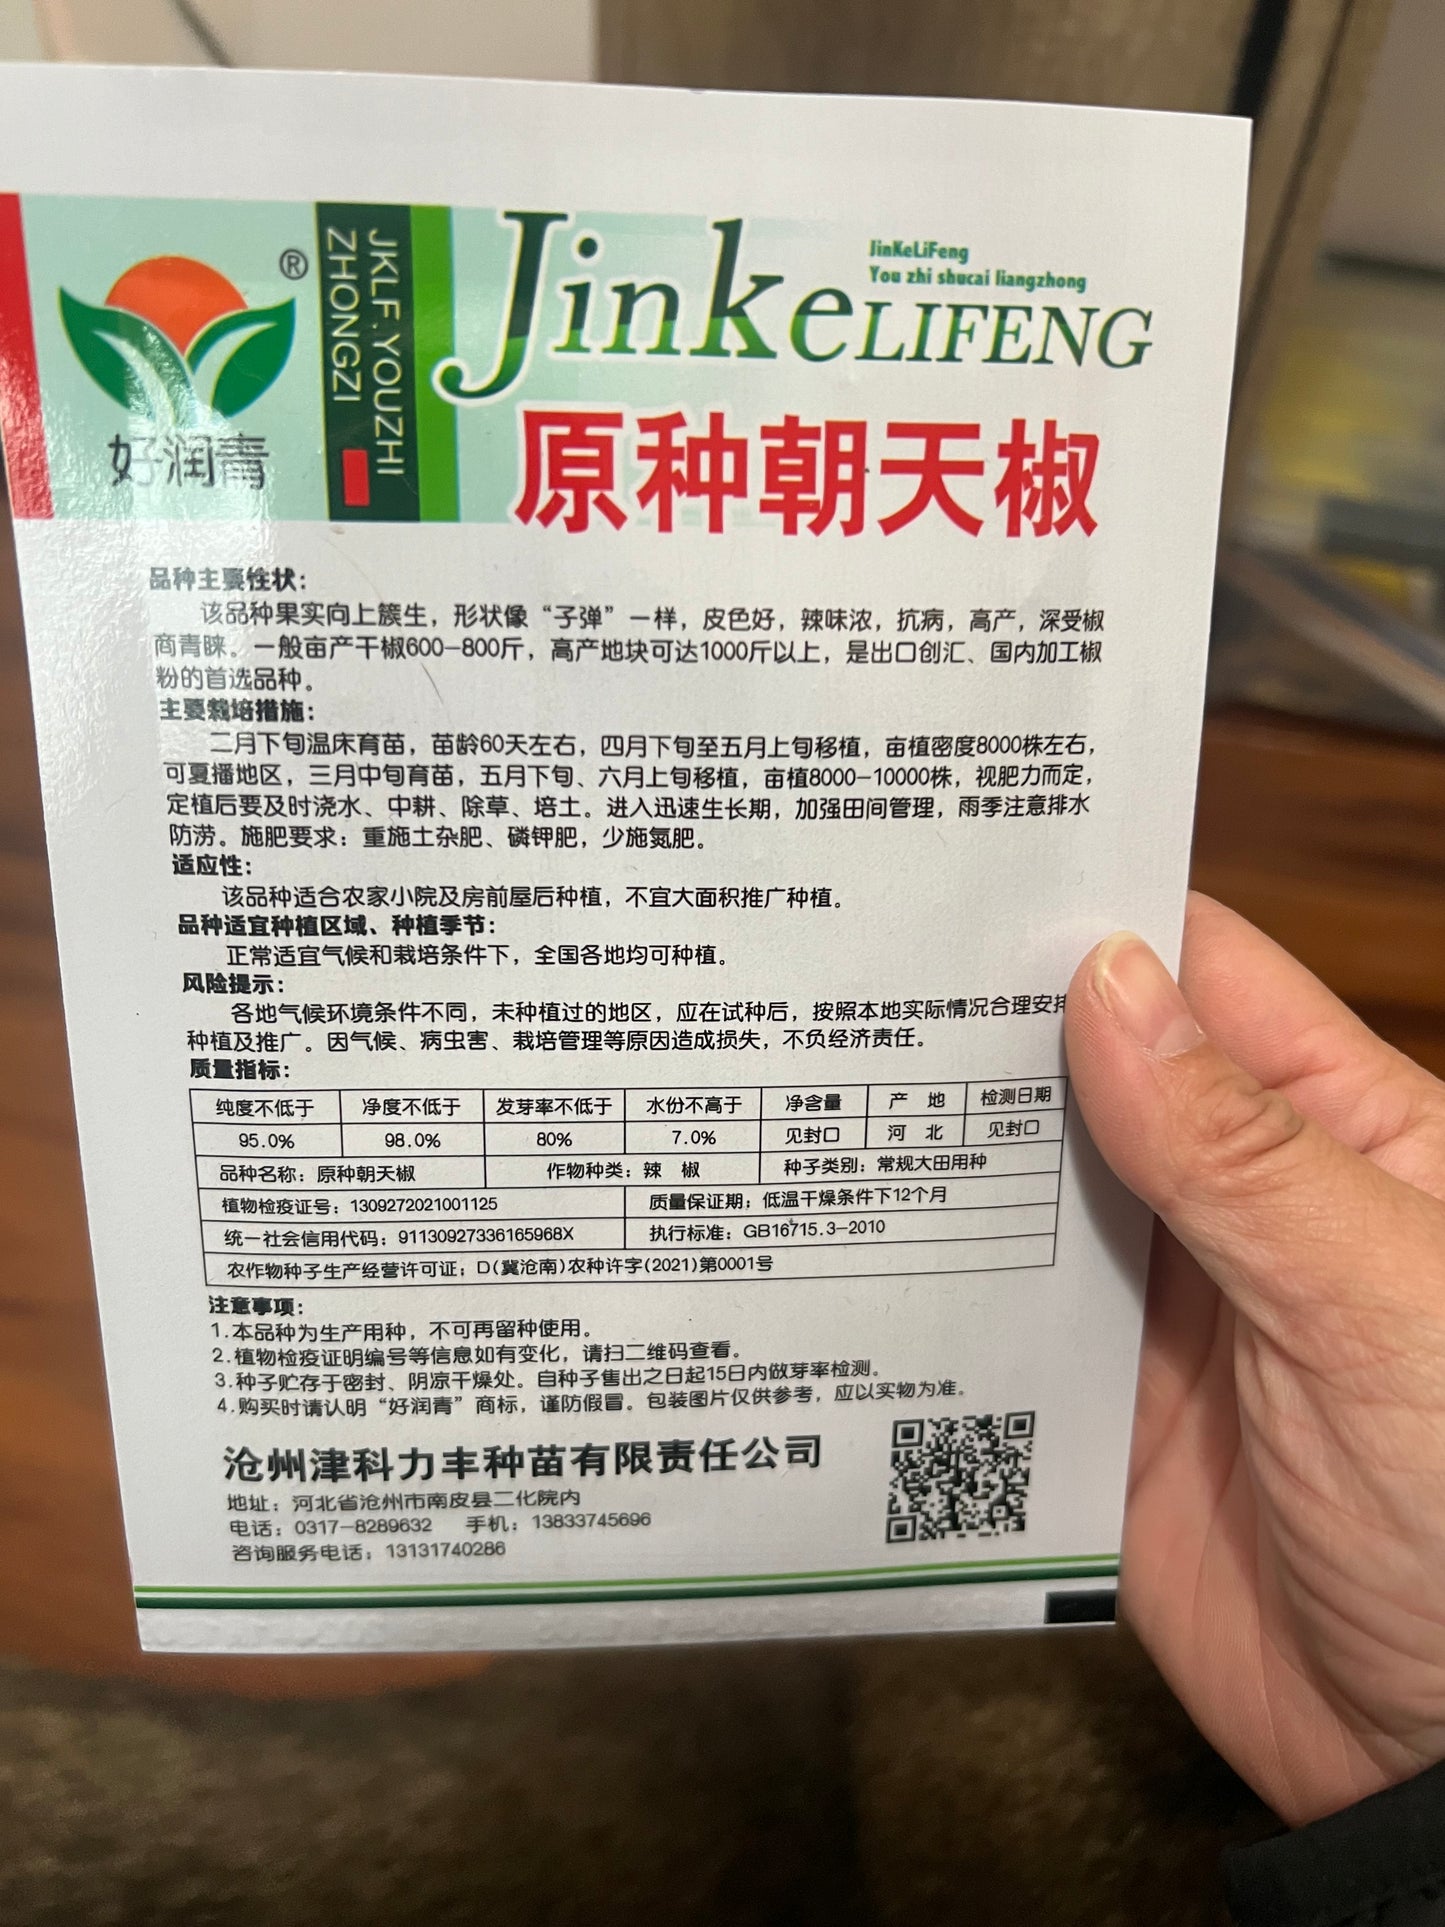 ®
好润青
JKLF.YOUZHI
ZHONGZI
JinkeLIFENG
JinKeLiFeng
You zhi shucai liangzhong
原种朝天椒
品种主要性状：
该品种果实向上簇生，形状像“子弹”一样，皮色好，辣味浓，抗病，高产，深受椒
商青睐。一般亩产干椒600-800斤，高产地块可达1000斤以上，是出口创汇、国内加工椒
粉的首选品种。
主要栽培措施：
二月下旬温床育苗，苗龄60天左右，四月下旬至五月上旬移植，亩植密度8000株左右，
可夏播地区，三月中旬育苗，五月下旬、六月上旬移植，亩植8000-10000株，视肥力而定，
定植后要及时浇水、中耕、除草、培土。进入迅速生长期，加强田间管理，雨季注意排水
防涝。施肥要求：重施土杂肥、磷钾肥，少施氮肥。
适应性：
该品种适合农家小院及房前屋后种植，不宜大面积推广种植。
品种适宜种植区域、种植季节：
正常适宜气候和栽培条件下，全国各地均可种植。
风险提示：
各地气候环境条件不同，未种植过的地区，应在试种后，按照本地实际情况合理安排
种植及推广。因气候、病虫害、栽培管理等原因造成损失，不负经济责任。
质量指标：
纯度不低于 净度不低于 发芽率不低于 水份不高于 净含量 产 地 检测日期
95.0% 98.0% 80% 7.0% 见封口 河 北 见封口
品种名称：原种朝天椒 作物种类：辣 椒 种子类别：常规大田用种
植物检疫证号：1309272021001125 质量保证期：低温干燥条件下12个月
统一社会信用代码：91130927336165968X 执行标准：GB16715.3-2010
农作物种子生产经营许可证：D(冀沧南)农种许字(2021)第0001号
注意事项：
1.本品种为生产用种，不可再留种使用。
2.植物检疫证明编号等信息如有变化，请扫二维码查看。
3.种子贮存于密封、阴凉干燥处。自种子售出之日起15日内做芽率检测。
4.购买时请认明“好润青”商标，谨防假冒。包装图片仅供参考，应以实物为准。
沧州津科力丰种苗有限责任公司
地址：河北省沧州市南皮县二化院内
电话：0317-8289632 手机：13833745696
咨询服务电话：13131740286